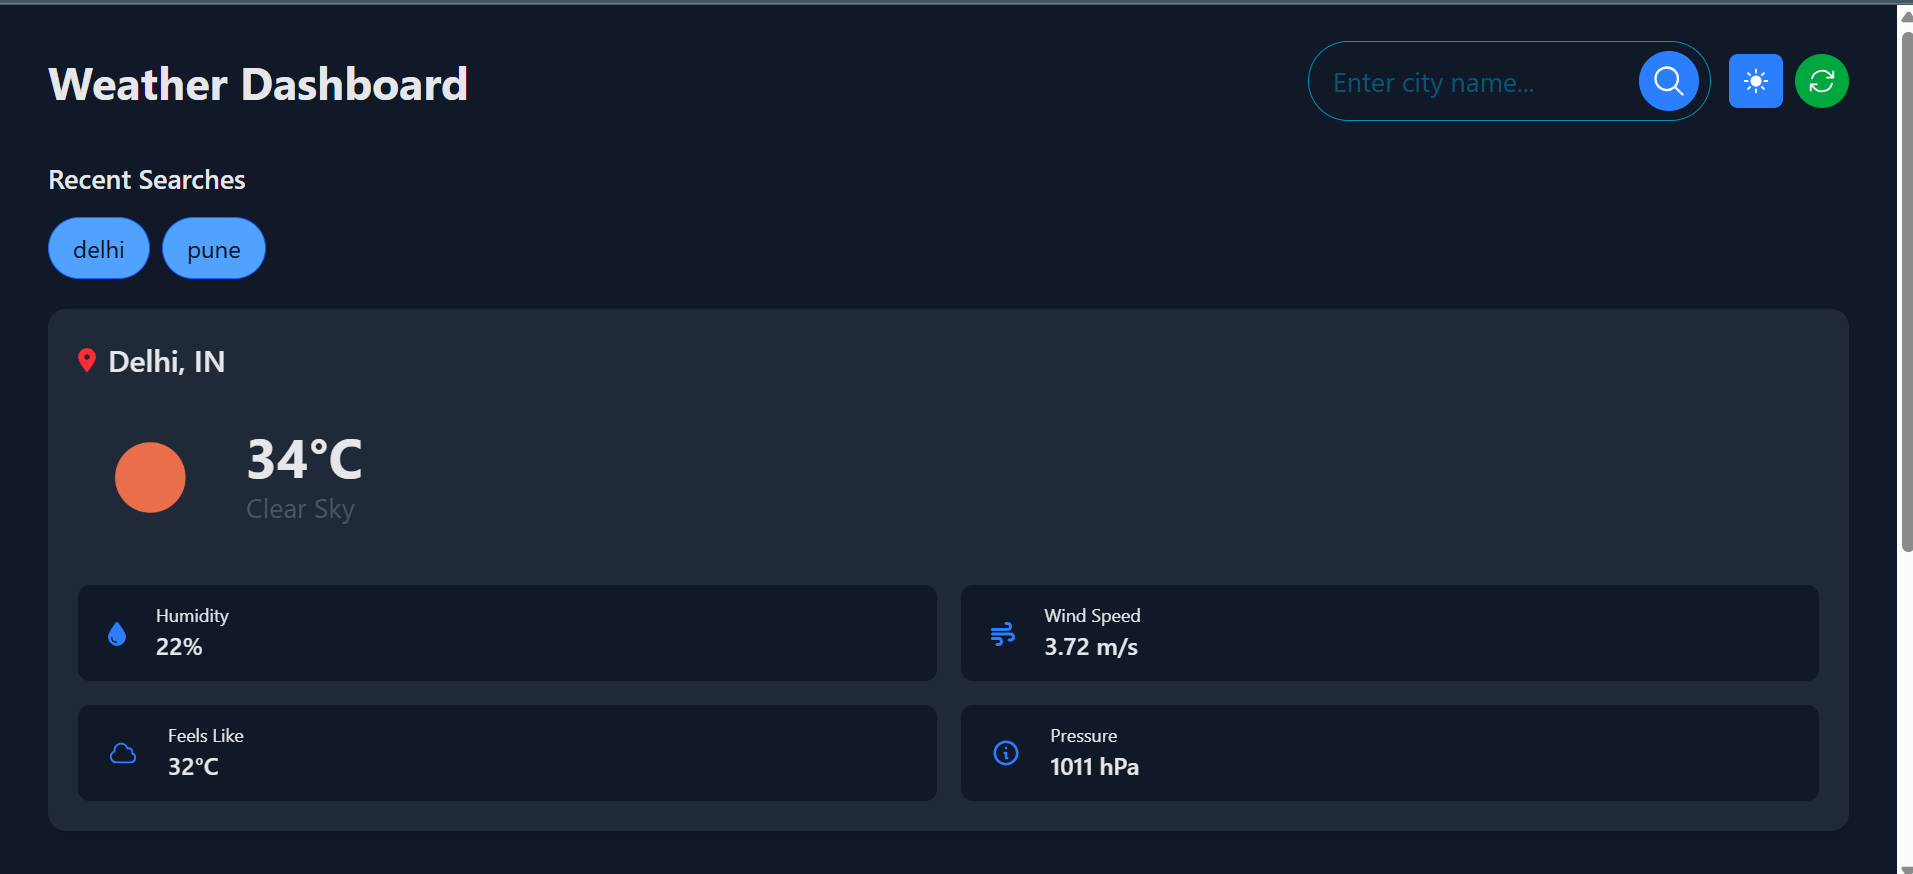 Weather Dashboard
Enter city name...
Recent Searches
delhi
pune
Delhi, IN
34°C
Clear Sky
Humidity
22%
Wind Speed
3.72 m/s
Feels Like
32°C
Pressure
1011 hPa